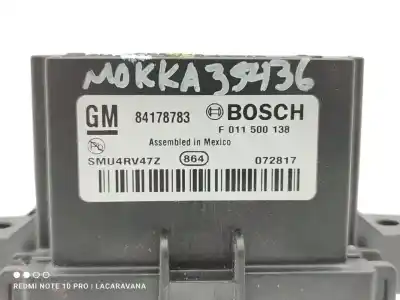 MOKKA 35436
GM 84178783 BOSCH
F 011 500 138
Assembled in Mexico
SMU4RV47Z 864 072817
REDMI NOTE 10 PRO | LACARAVANA